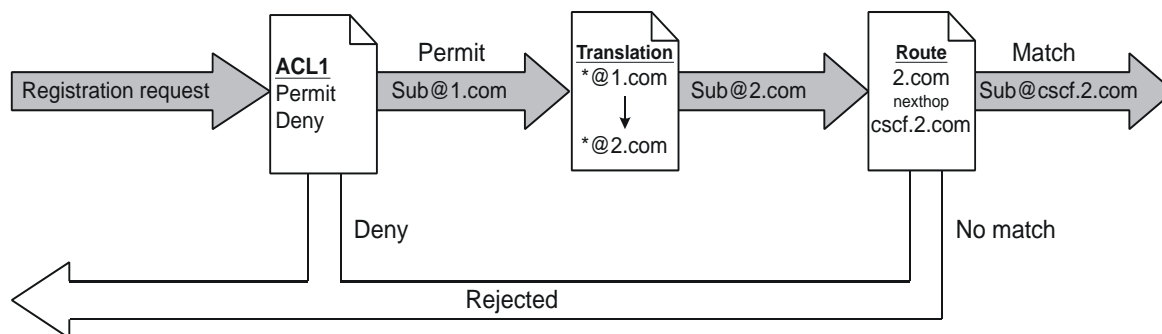 Registration request
ACL1
Permit
Deny
Permit
Sub@1.com
Translation
*@1.com
*@2.com
Sub@2.com
Route
2.com
nexthop
cscf.2.com
Match
Sub@cscf.2.com
Deny
No match
Rejected